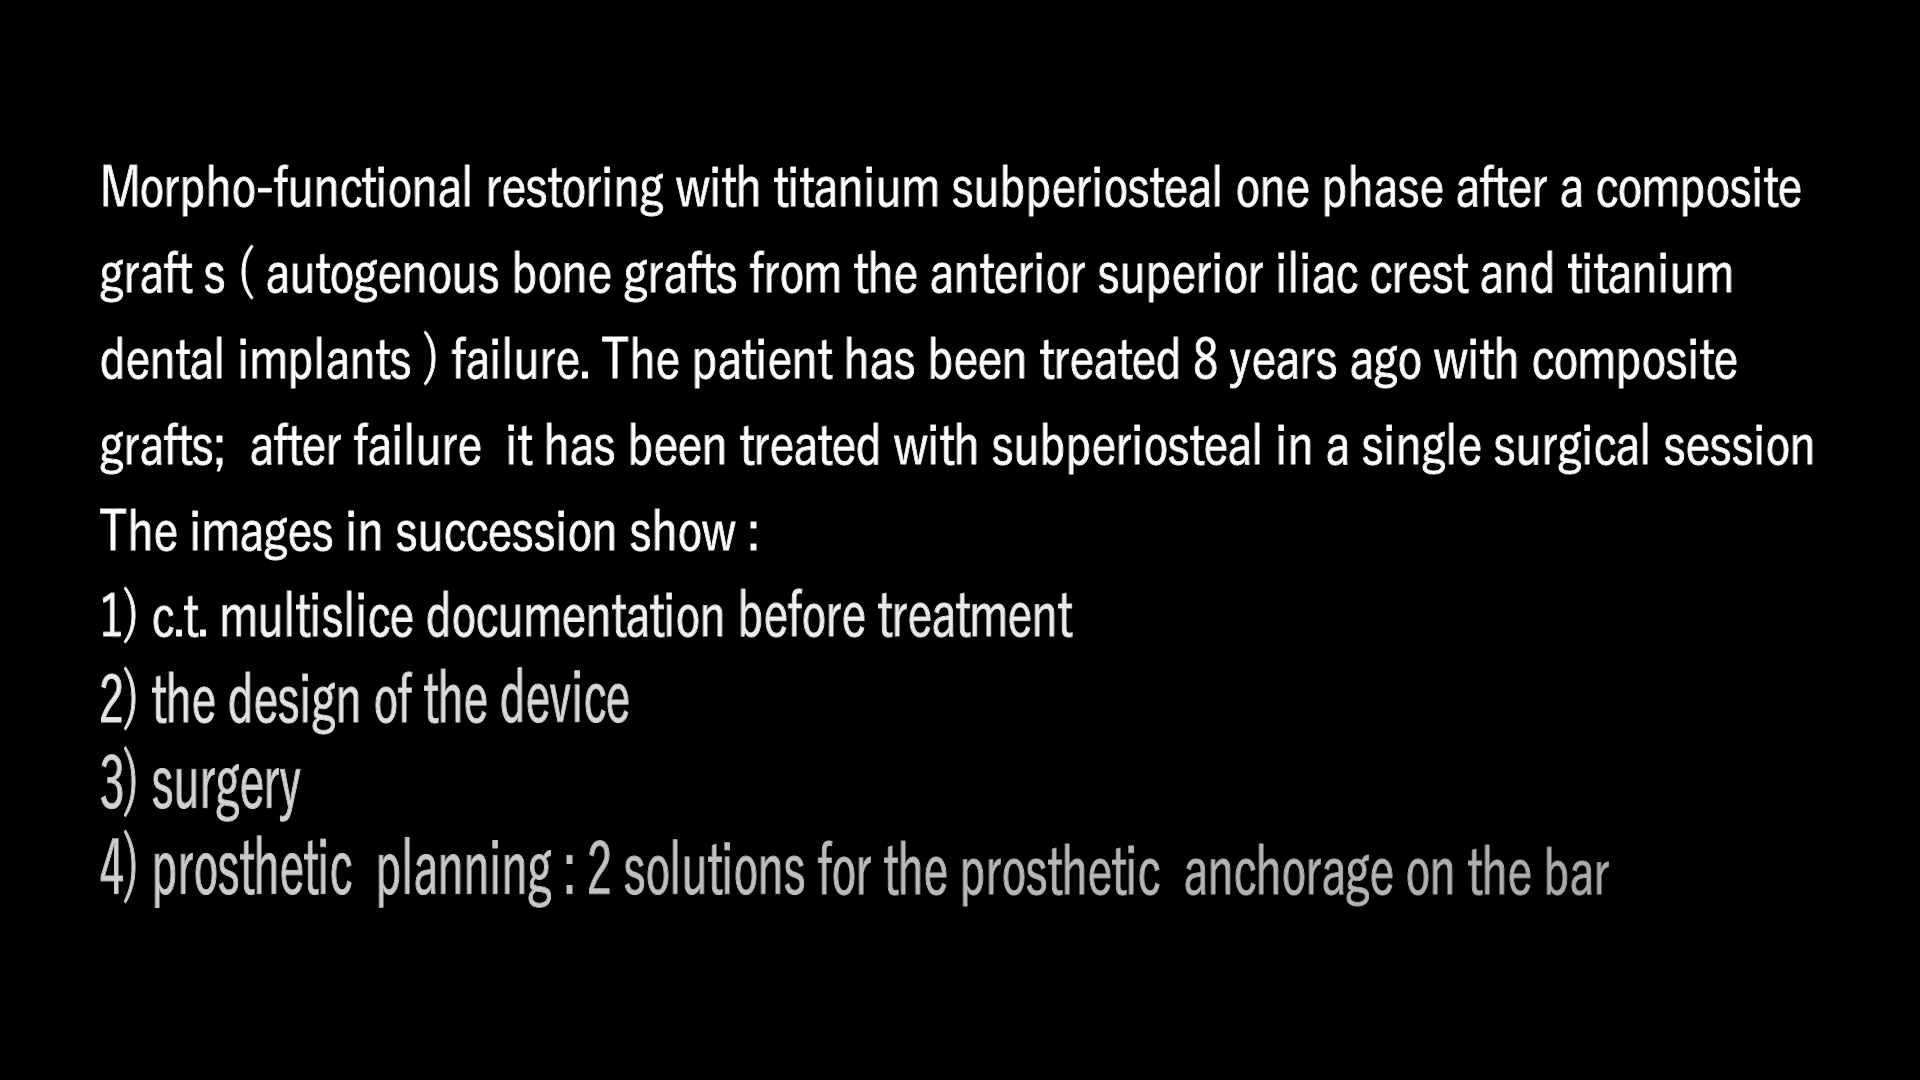 Morpho-functional restoring with titanium subperiosteal one phase after a composite
graft s ( autogenous bone grafts from the anterior superior iliac crest and titanium
dental implants ) failure. The patient has been treated 8 years ago with composite
grafts;  after failure  it has been treated with subperiosteal in a single surgical session
The images in succession show :
1) c.t. multislice documentation before treatment
2) the design of the device
3) surgery
4) prosthetic  planning : 2 solutions for the prosthetic  anchorage on the bar